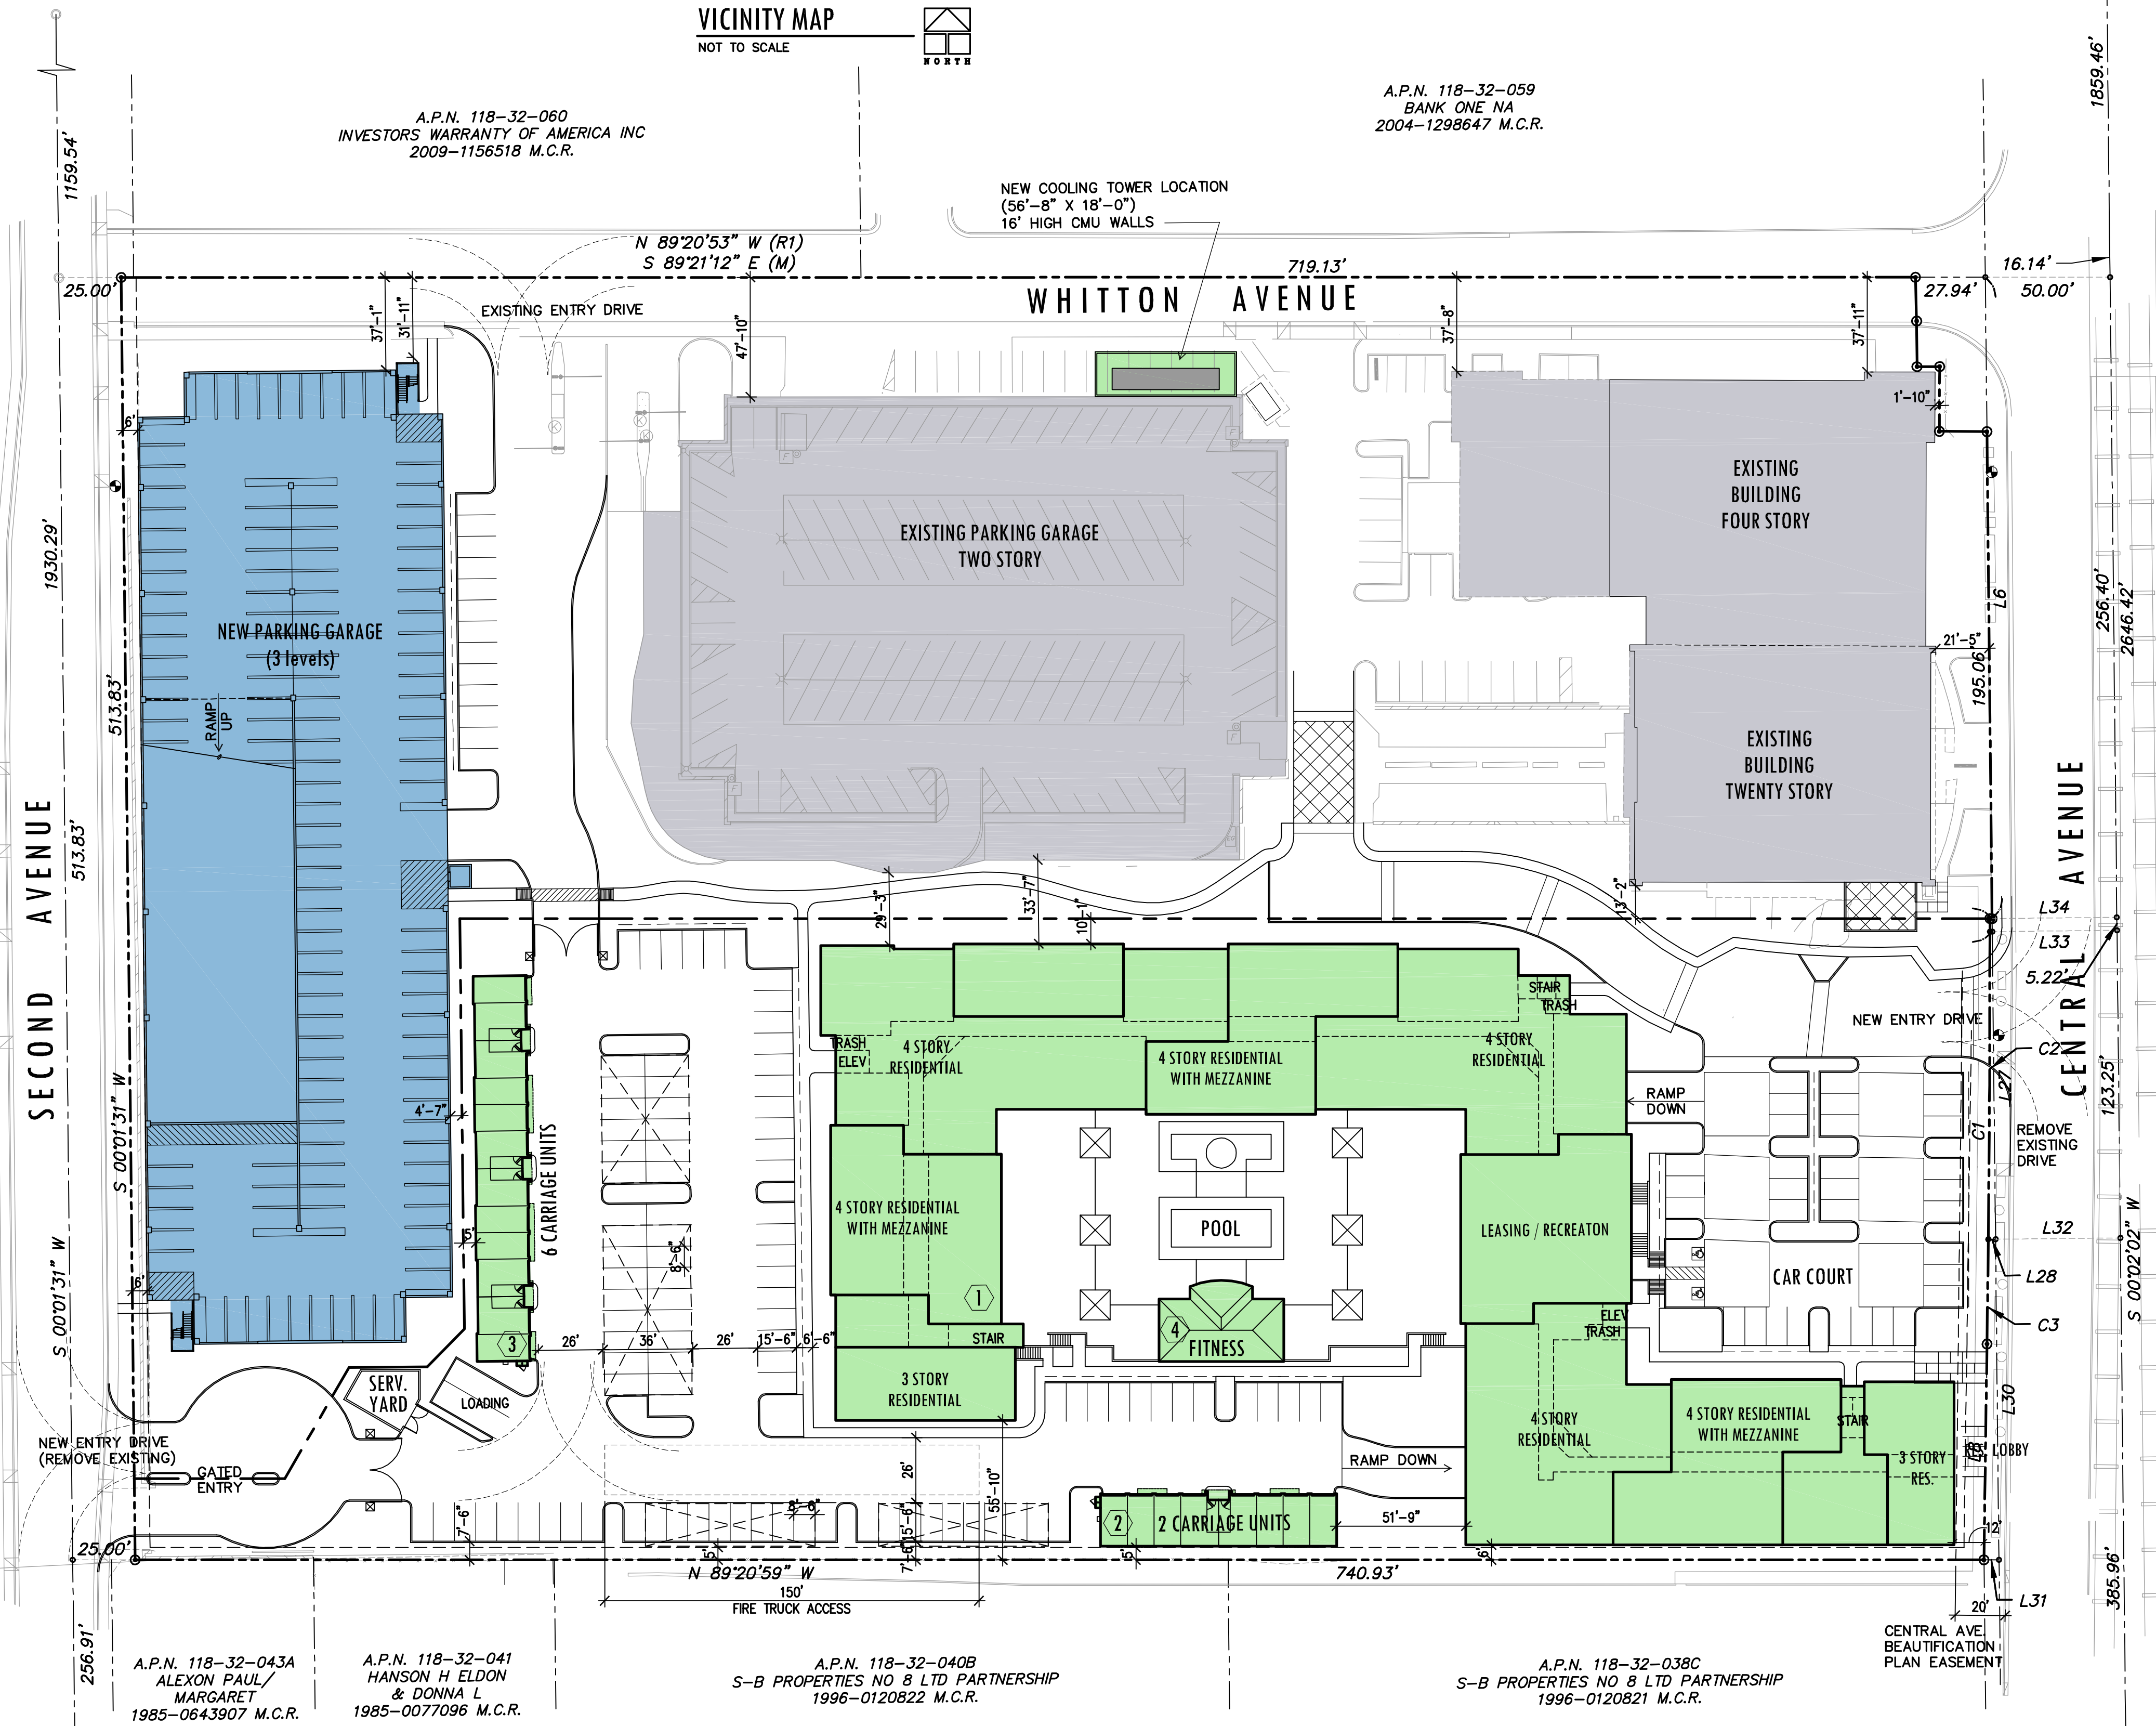 VICINITY MAP
NOT TO SCALE
NORTH
A.P.N. 118-32-060
INVESTORS WARRANTY OF AMERICA INC
2009-1156518 M.C.R.
A.P.N. 118-32-059
BANK ONE NA
2004-1298647 M.C.R.
1859.46'
1159.54'
NEW COOLING TOWER LOCATION
(56'-8" X 18'-0")
16' HIGH CMU WALLS
N 89°20'53" W (R1)
S 89°21'12" E (M)
719.13'
16.14'
25.00'
27.94'
50.00'
WHITTON AVENUE
EXISTING ENTRY DRIVE
37'-1"
31'-11"
47'-10"
37'-8"
37'-11"
1'-10"
6'
EXISTING
BUILDING
FOUR STORY
EXISTING PARKING GARAGE
TWO STORY
1930.29'
NEW PARKING GARAGE
(3 levels)
L6
256.40'
2646.42'
21'-5"
195.06'
513.83'
RAMP
UP
EXISTING
BUILDING
TWENTY STORY
SECOND AVENUE
513.83'
CENTRAL AVENUE
29'-3"
33'-7"
10'-1"
13'-2"
L34
L33
5.22'
STAIR
TRASH
NEW ENTRY DRIVE
TRASH
ELEV
4 STORY
RESIDENTIAL
4 STORY RESIDENTIAL
WITH MEZZANINE
4 STORY
RESIDENTIAL
C2
L27
123.25'
S 00°01'31" W
4'-7"
RAMP
DOWN
C1
REMOVE
EXISTING
DRIVE
6 CARRIAGE UNITS
4 STORY RESIDENTIAL
WITH MEZZANINE
POOL
LEASING / RECREATON
L32
5'
8'-6"
S 00°01'31" W
S 00°02'02" W
6'
CAR COURT
L28
1
4
3
FITNESS
STAIR
ELEV
TRASH
C3
26'
36'
26'
15'-6"
6'-6"
SERV.
YARD
LOADING
3 STORY
RESIDENTIAL
L30
4 STORY
RESIDENTIAL
4 STORY RESIDENTIAL
WITH MEZZANINE
STAIR
3 STORY
RES.
LOBBY
NEW ENTRY DRIVE
(REMOVE EXISTING)
GATED
ENTRY
RAMP DOWN
26'
55'-10"
8'-6"
15'-6"
7'-6"
7'-6"
2
2 CARRIAGE UNITS
51'-9"
12'
25.00'
5'
5'
6'
N 89°20'59" W
740.93'
150'
FIRE TRUCK ACCESS
20'
L31
385.96'
256.91'
CENTRAL AVE.
BEAUTIFICATION
PLAN EASEMENT
A.P.N. 118-32-043A
ALEXON PAUL/
MARGARET
1985-0643907 M.C.R.
A.P.N. 118-32-041
HANSON H ELDON
& DONNA L
1985-0077096 M.C.R.
A.P.N. 118-32-040B
S-B PROPERTIES NO 8 LTD PARTNERSHIP
1996-0120822 M.C.R.
A.P.N. 118-32-038C
S-B PROPERTIES NO 8 LTD PARTNERSHIP
1996-0120821 M.C.R.